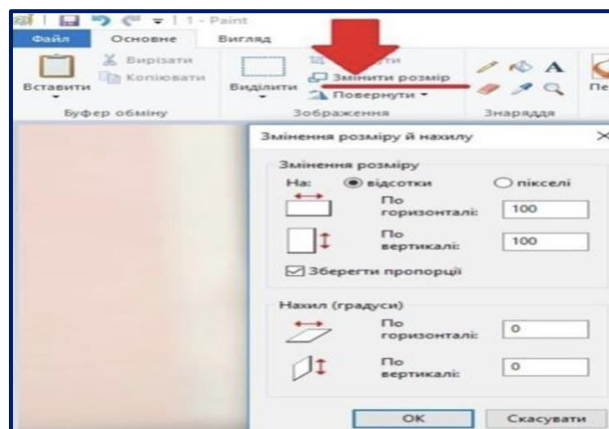 1 - Paint
Файл Основне Вигляд
Вирізати
Копіювати
Вставити
Буфер обміну
Виділити
Змінити розмір
Повернути
Зображення
A
Знаряддя
Змінення розміру й нахилу
Змінення розміру
На: відсотки пікселі
По горизонталі: 100
По вертикалі: 100
Зберегти пропорції
Нахил (градуси)
По горизонталі: 0
По вертикалі: 0
OK Скасувати